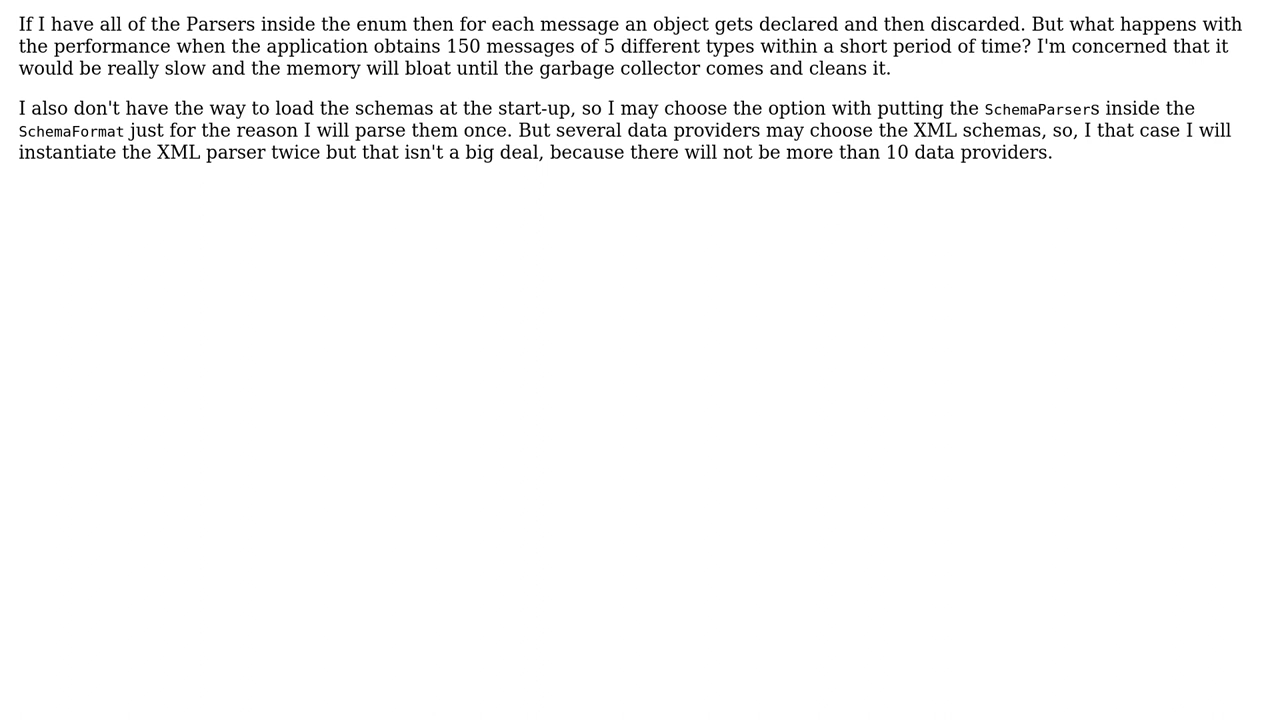 If I have all of the Parsers inside the enum then for each message an object gets declared and then discarded. But what happens with
the performance when the application obtains 150 messages of 5 different types within a short period of time? I'm concerned that it
would be really slow and the memory will bloat until the garbage collector comes and cleans it.
I also don't have the way to load the schemas at the start-up, so I may choose the option with putting the SchemaParsers inside the
SchemaFormat just for the reason I will parse them once. But several data providers may choose the XML schemas, so, I that case I will
instantiate the XML parser twice but that isn't a big deal, because there will not be more than 10 data providers.